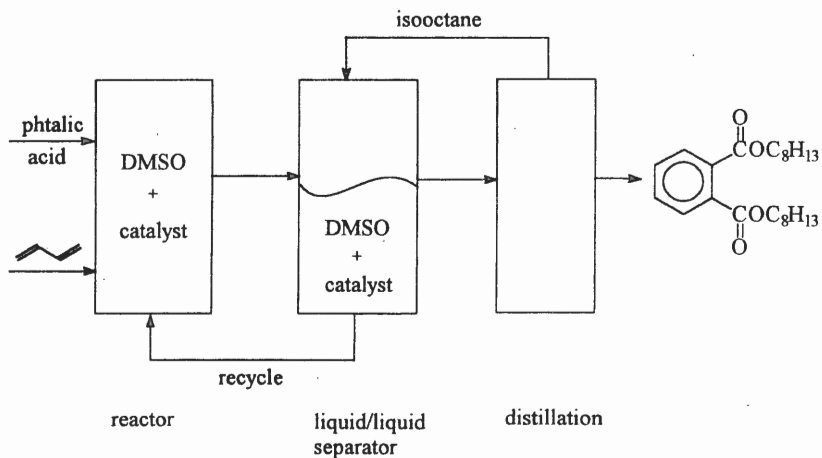 isooctane
phtalic
acid
DMSO
+
catalyst
DMSO
+
catalyst
O
COC₈H₁₃
COC₈H₁₃
O
recycle
reactor
liquid/liquid
separator
distillation